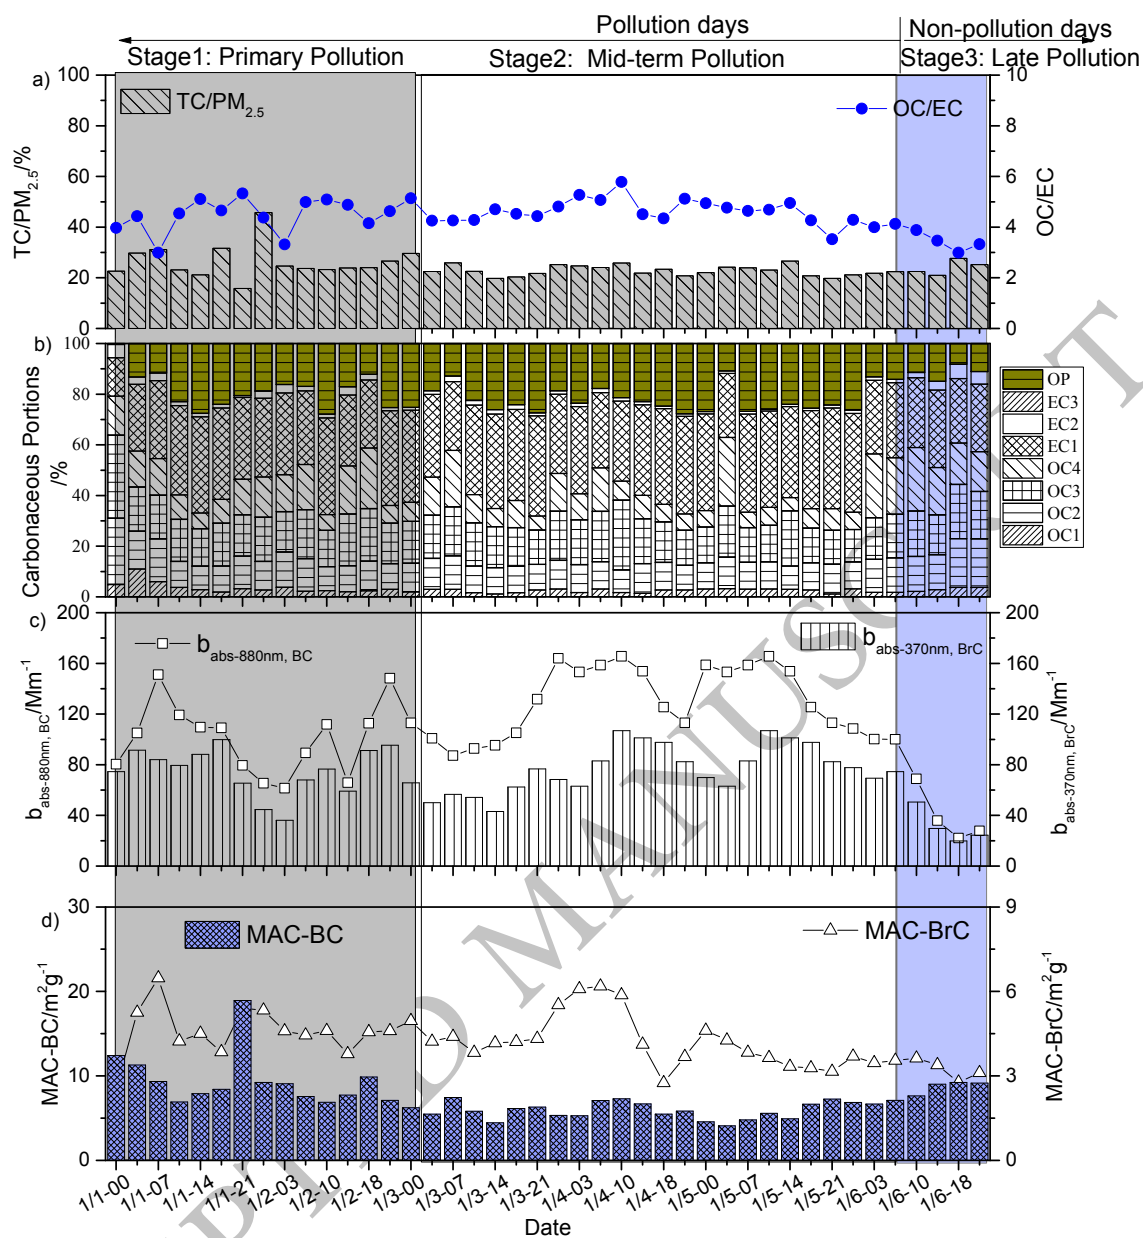 Pollution days
Non-pollution days
Stage1: Primary Pollution
Stage2: Mid-term Pollution
Stage3: Late Pollution
a)
TC/PM2.5
OC/EC
100
80
60
40
20
0
TC/PM2.5/%
10
8
6
4
2
0
OC/EC
b)
100
80
60
40
20
0
Carbonaceous Portions
/%
OP
EC3
EC2
EC1
OC4
OC3
OC2
OC1
c)
babs-880nm, BC
babs-370nm, BrC
200
160
120
80
40
0
babs-880nm, BC/Mm-1
200
160
120
80
40
0
babs-370nm, BrC/Mm-1
d)
MAC-BC
MAC-BrC
30
20
10
0
MAC-BC/m2g-1
9
6
3
0
MAC-BrC/m2g-1
1/1-00
1/1-07
1/1-14
1/1-21
1/2-03
1/2-10
1/2-18
1/3-00
1/3-07
1/3-14
1/3-21
1/4-03
1/4-10
1/4-18
1/5-00
1/5-07
1/5-14
1/5-21
1/6-03
1/6-10
1/6-18
Date
PT D MANUSCRIPT